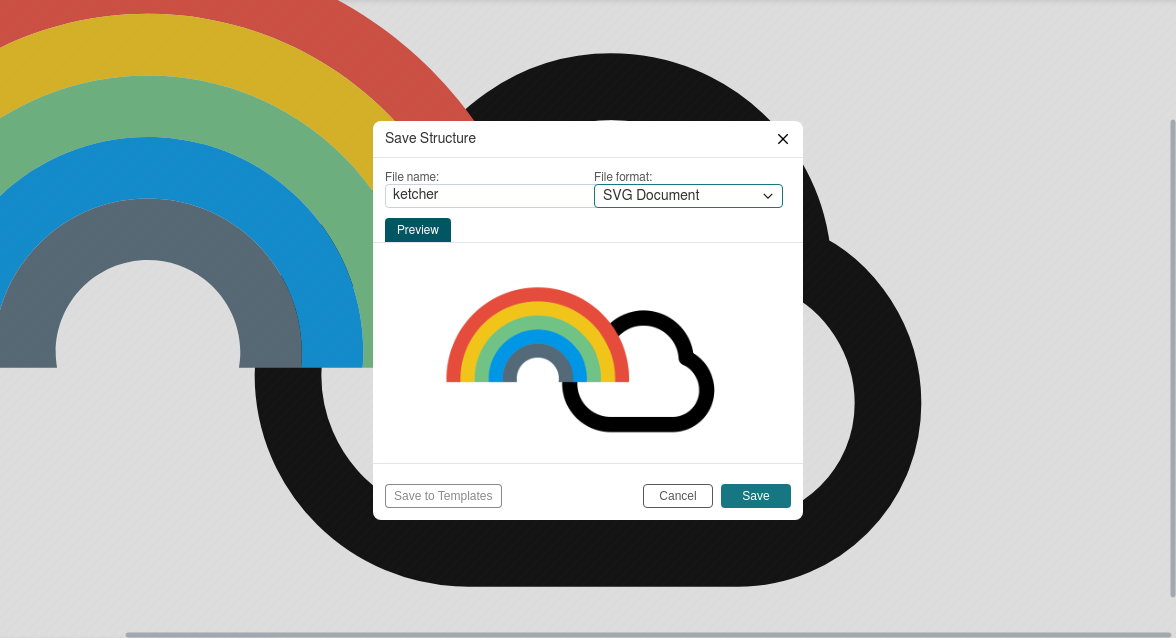 Save Structure
File name:
File format:
ketcher
SVG Document
Preview
Save to Templates
Cancel
Save